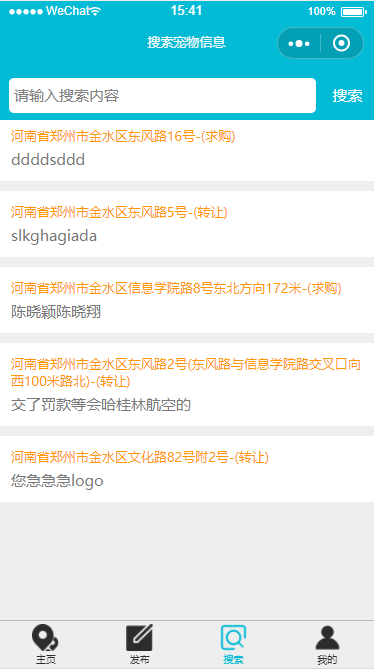 WeChat 15:41 100%
搜索宠物信息
请输入搜索内容 搜索
河南省郑州市金水区东风路16号-(求购)
ddddsddd
河南省郑州市金水区东风路5号-(转让)
slkghagiada
河南省郑州市金水区信息学院路8号东北方向172米-(求购)
陈晓颖陈晓翔
河南省郑州市金水区东风路2号(东风路与信息学院路交叉口向
西100米路北)-(转让)
交了罚款等会哈桂林航空的
河南省郑州市金水区文化路82号附2号-(转让)
您急急急logo
主页 发布 搜索 我的